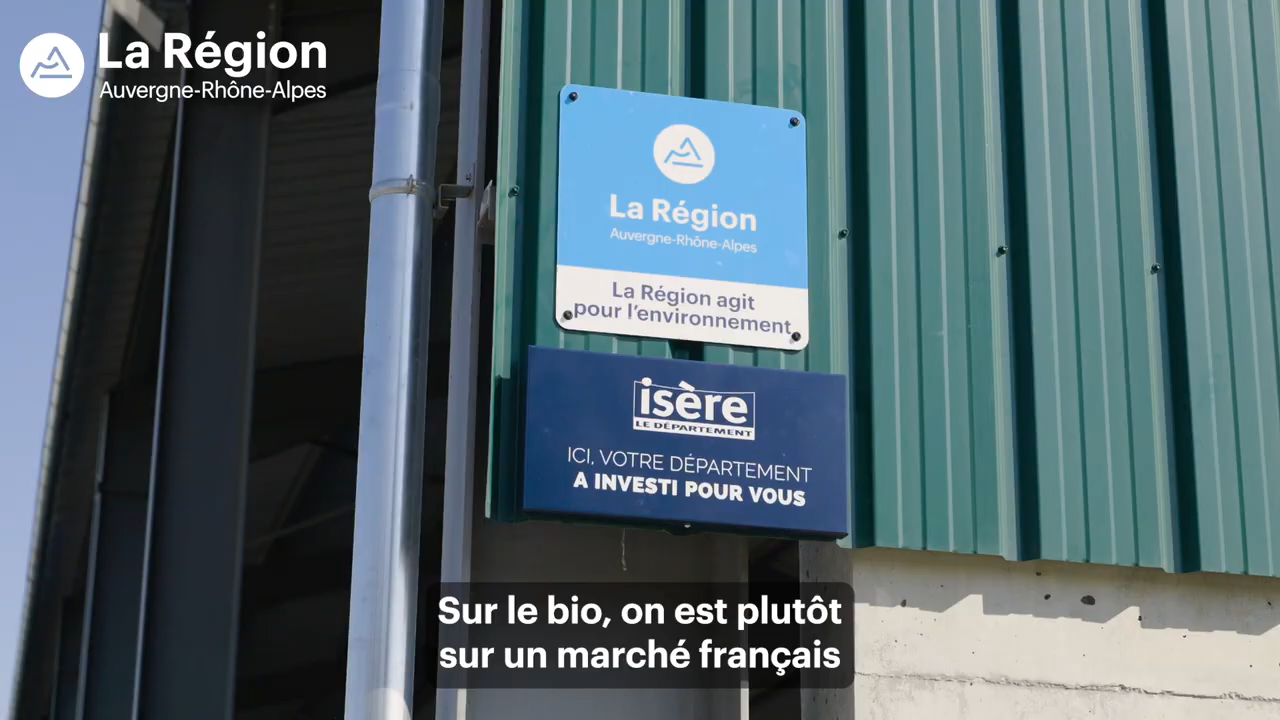 La Région
Auvergne-Rhône-Alpes
La Région
Auvergne-Rhône-Alpes
La Région agit
pour l'environnement
isère
LE DÉPARTEMENT
ICI, VOTRE DÉPARTEMENT
A INVESTI POUR VOUS
Sur le bio, on est plutôt
sur un marché français